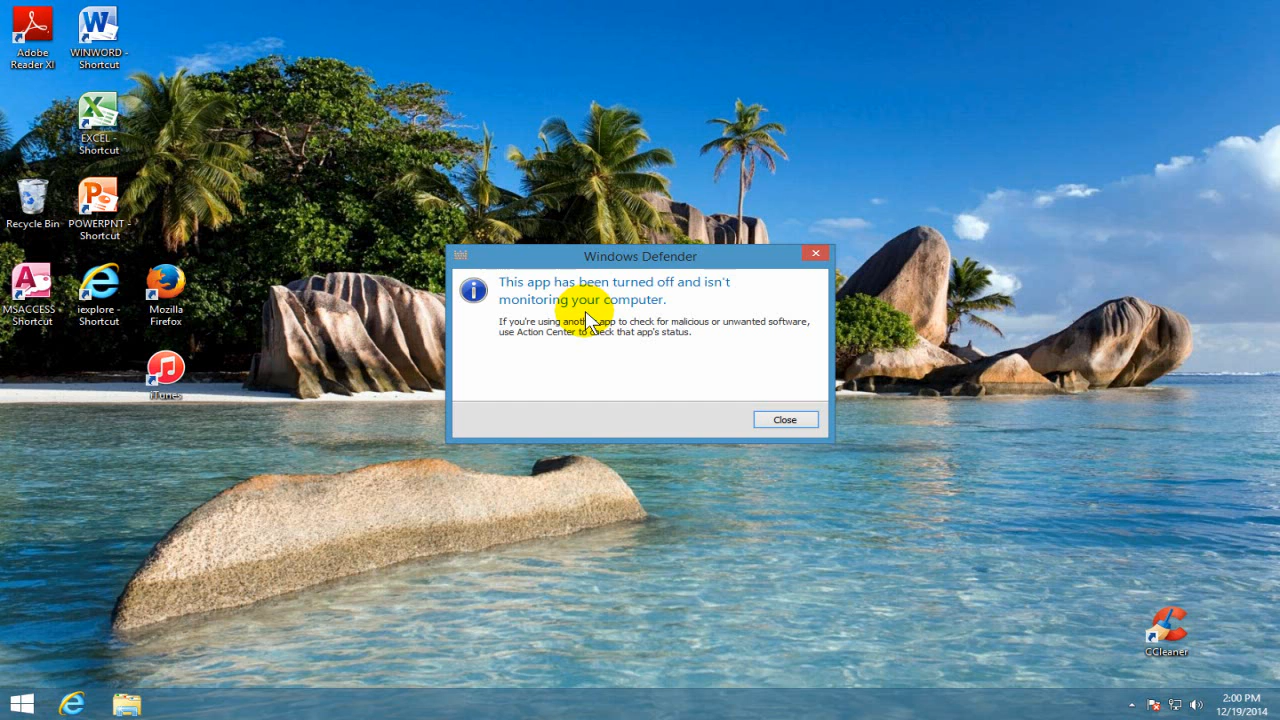 Adobe
Reader XI
WINWORD -
Shortcut
EXCEL -
Shortcut
Recycle Bin
POWERPNT -
Shortcut
MSACCESS
Shortcut
iexplore -
Shortcut
Mozilla
Firefox
iTunes
Windows Defender
This app has been turned off and isn't
monitoring your computer.
If you're using another app to check for malicious or unwanted software,
use Action Center to check that app's status.
Close
CCleaner
2:00 PM
12/19/2014